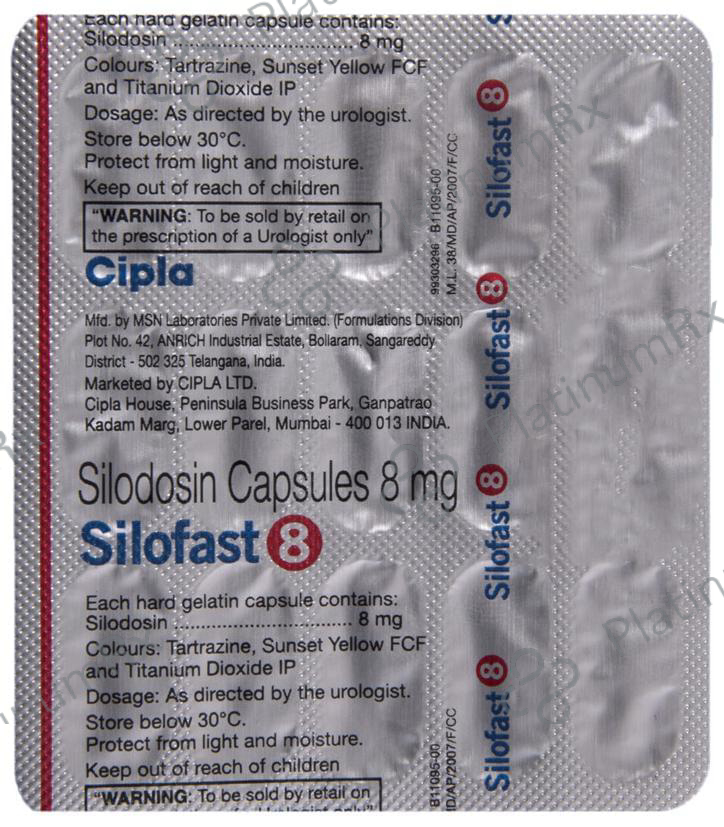 Each hard gelatin capsule contains:
Silodosin .............................. 8 mg
Colours: Tartrazine, Sunset Yellow FCF
and Titanium Dioxide IP
Dosage: As directed by the urologist.
Store below 30°C.
Protect from light and moisture.
Keep out of reach of children
"WARNING: To be sold by retail on
the prescription of a Urologist only"
Cipla
Mfd. by MSN Laboratories Private Limited. (Formulations Division)
Plot No. 42, ANRICH Industrial Estate, Bollaram, Sangareddy
District - 502 325 Telangana, India.
Marketed by CIPLA LTD.
Cipla House, Peninsula Business Park, Ganpatrao
Kadam Marg, Lower Parel, Mumbai - 400 013 INDIA.
Silodosin Capsules 8 mg
Silofast 8
Each hard gelatin capsule contains:
Silodosin .............................. 8 mg
Colours: Tartrazine, Sunset Yellow FCF
and Titanium Dioxide IP
Dosage: As directed by the urologist.
Store below 30°C.
Protect from light and moisture.
Keep out of reach of children
"WARNING: To be sold by retail on
99303296 B11095-00
M.L. 38/MD/AP/2007/F/CC
B11095-00
MD/AP/2007/F/CC
Silofast 8
Silofast 8
Silofast 8
Silofast 8
PlatinumRx
PlatinumRx